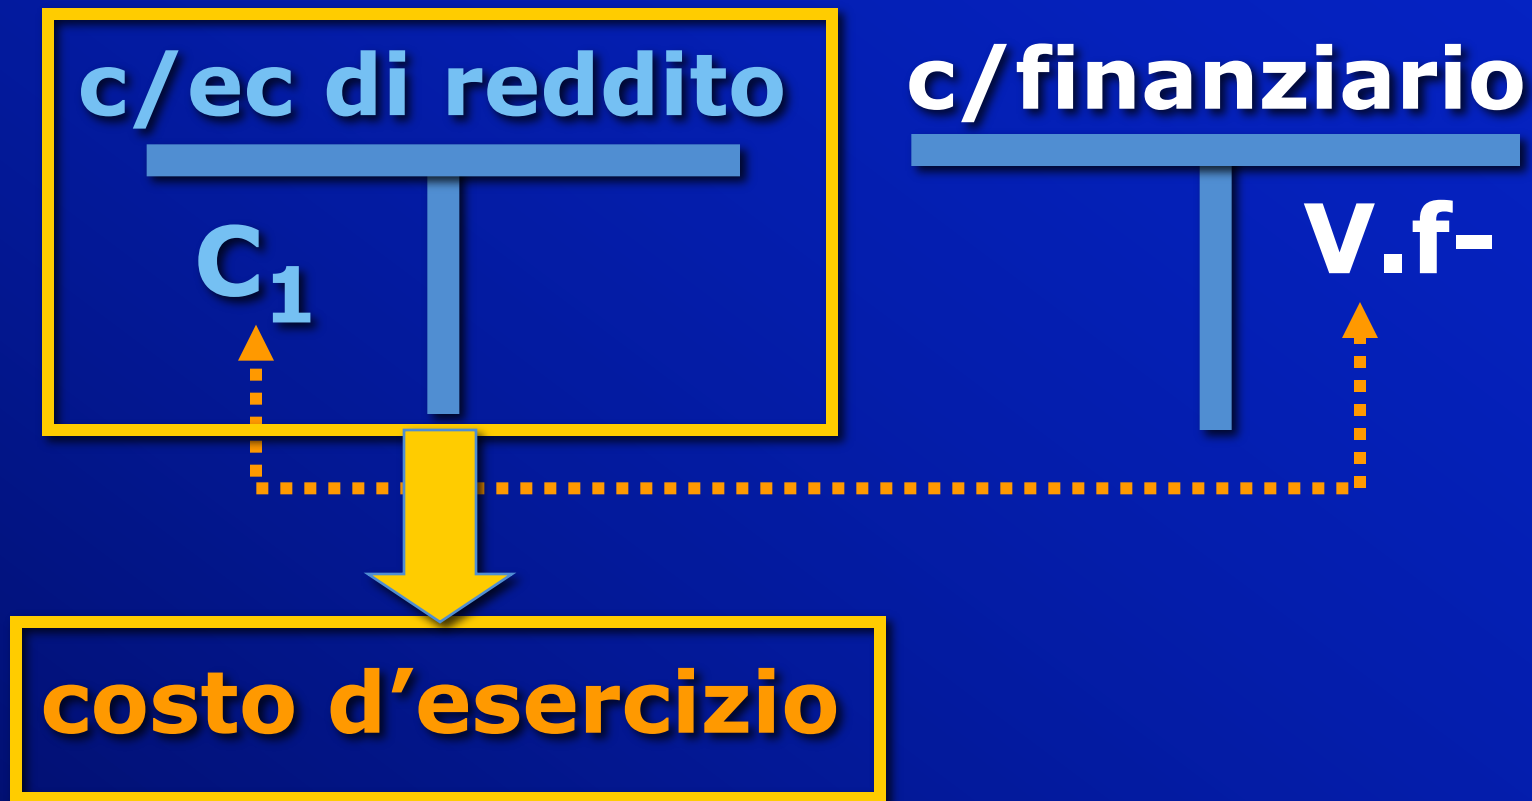 c/ec di reddito
c/finanziario
C₁
V.f-
costo d’esercizio